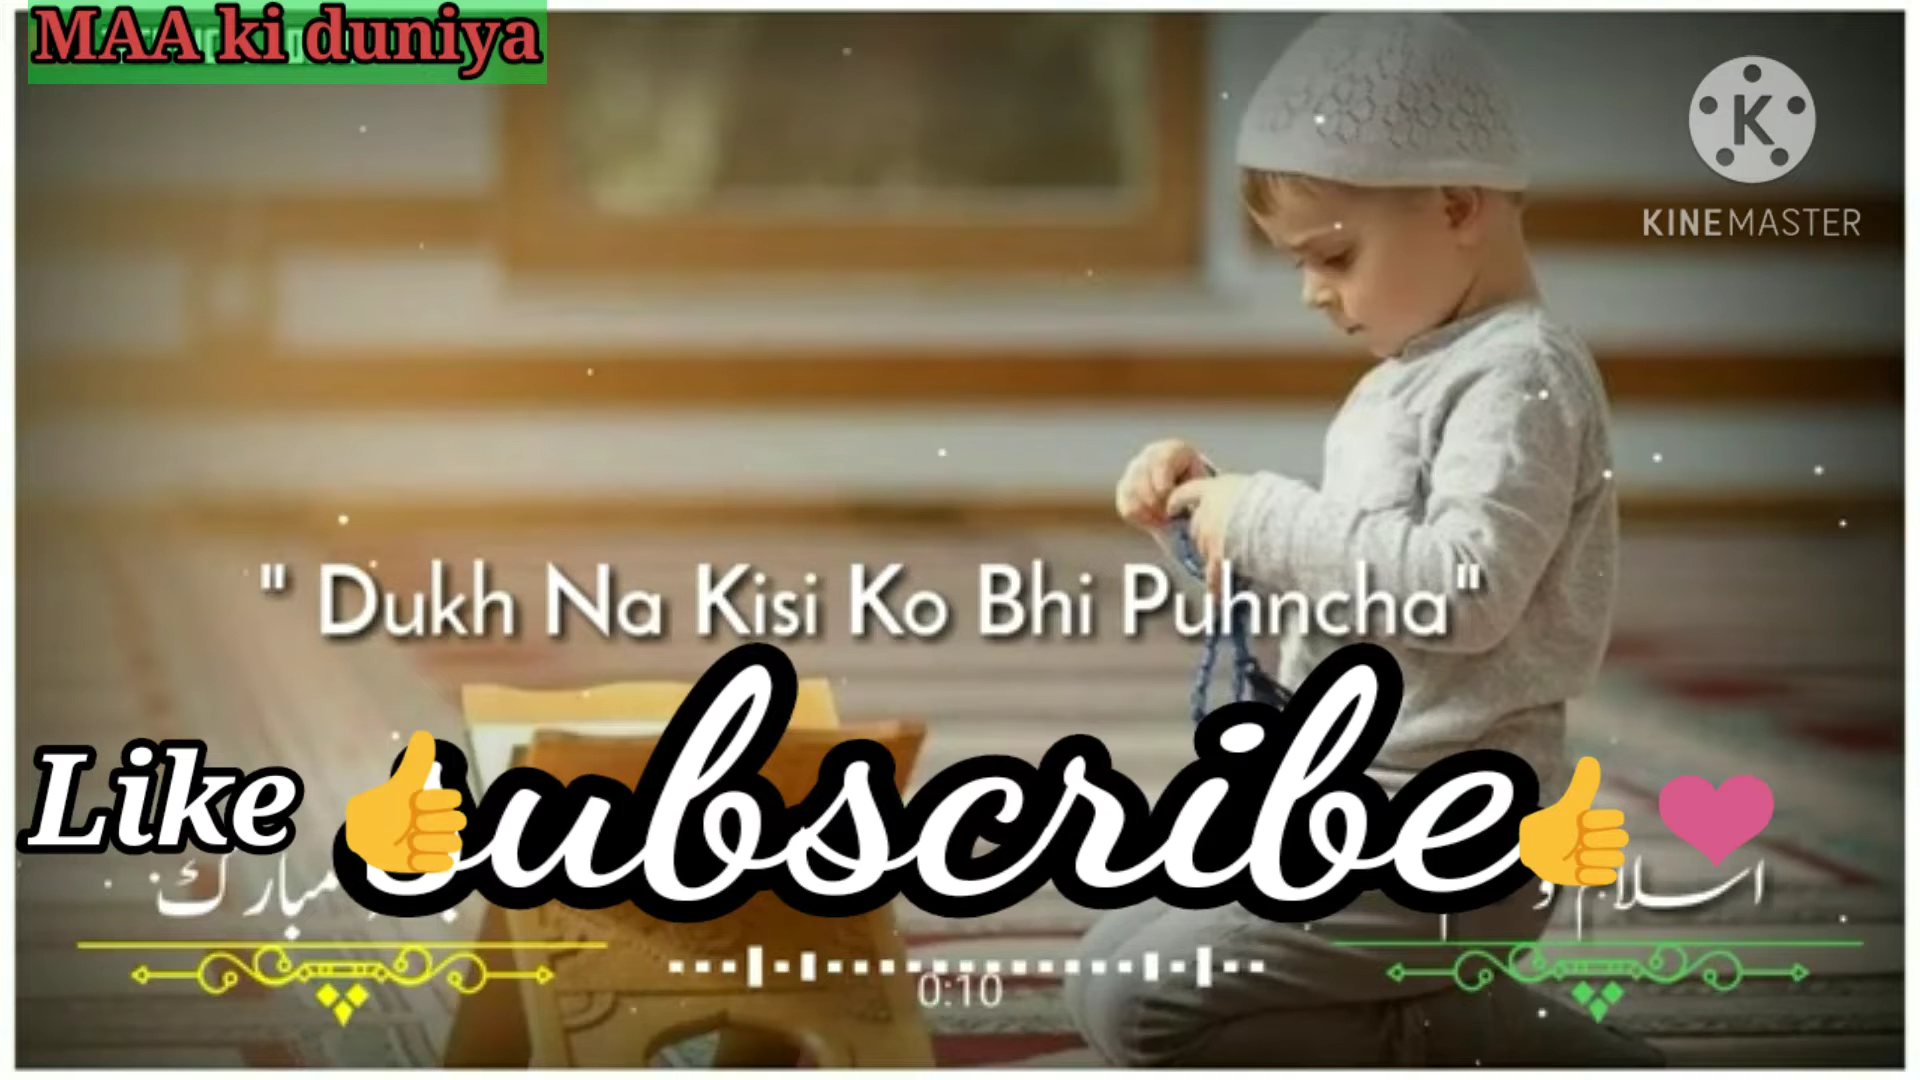 MAA ki duniya
K
KINEMASTER
" Dukh Na Kisi Ko Bhi Puhncha"
Like 👍 subscribe 👍 ❤
مبارک
0:10